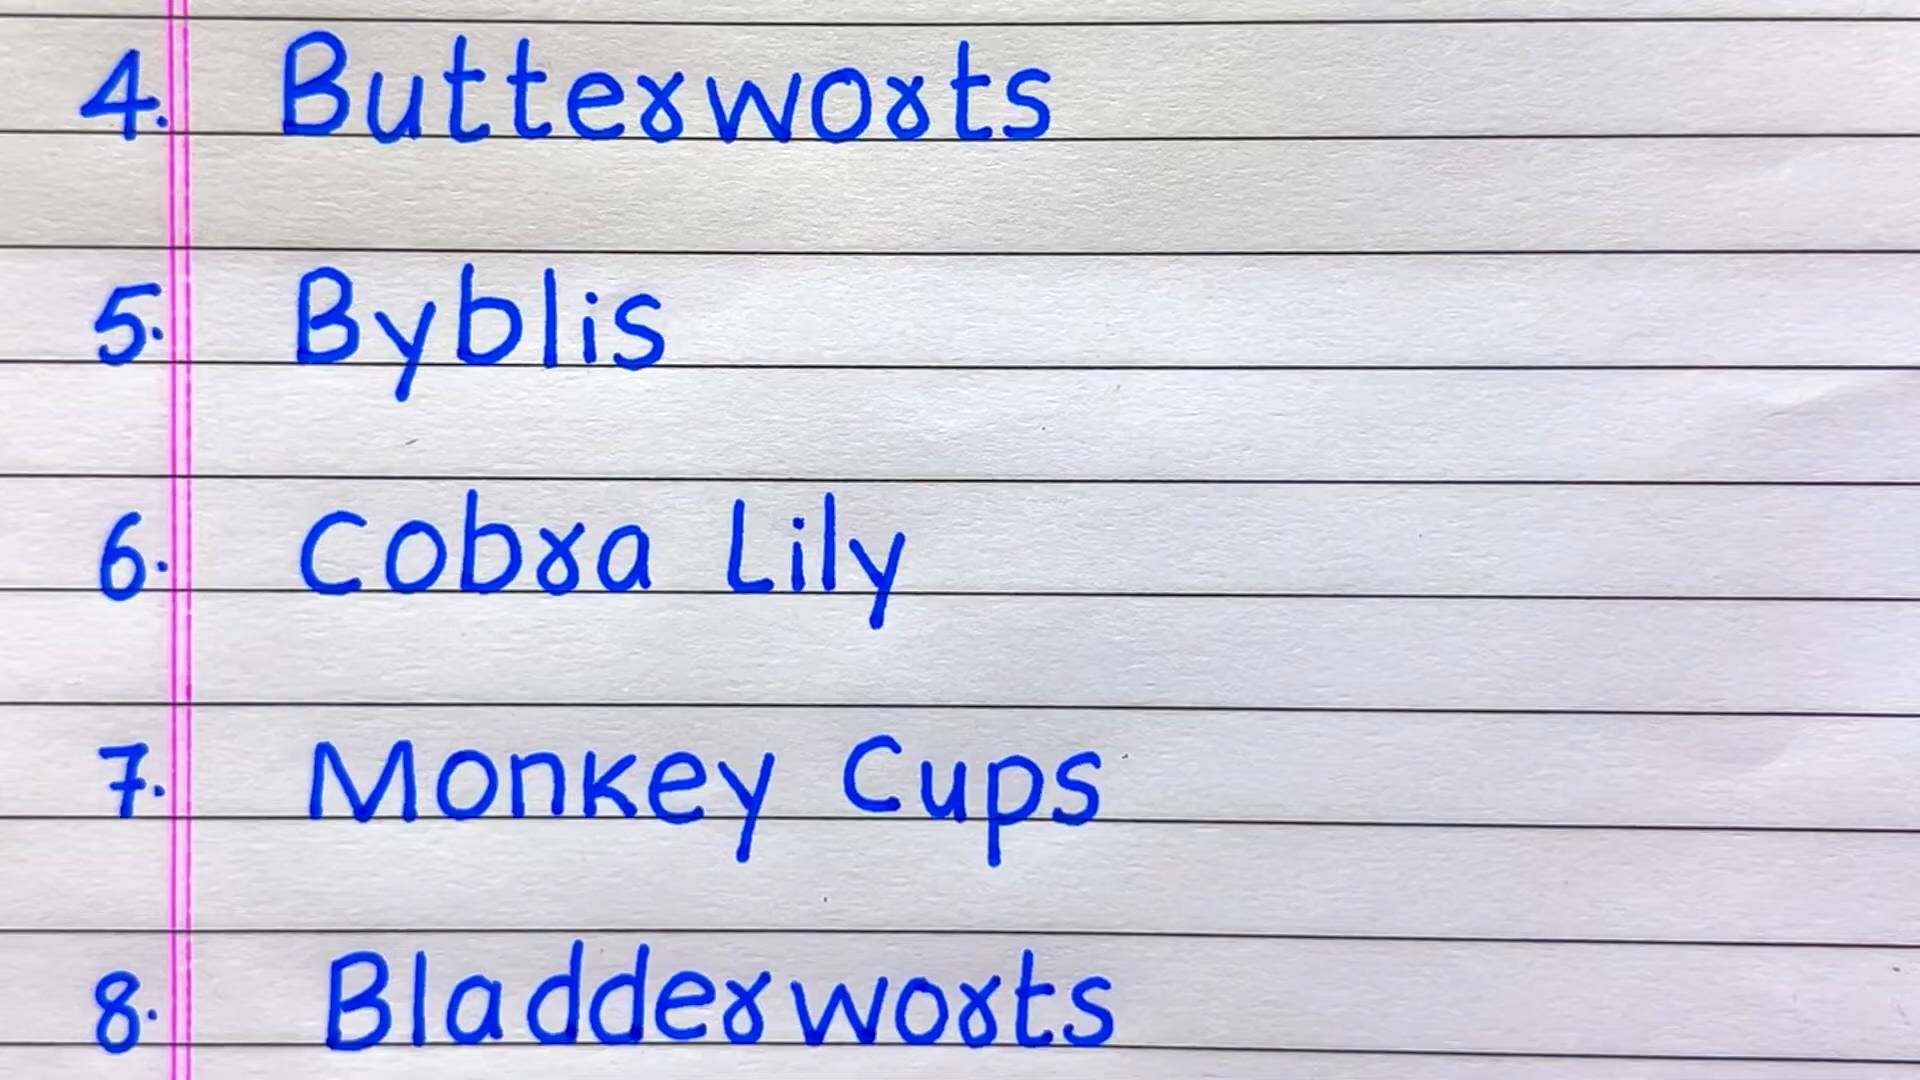 4. Butterworts
5. Byblis
6. Cobra Lily
7. Monkey Cups
8. Bladderworts